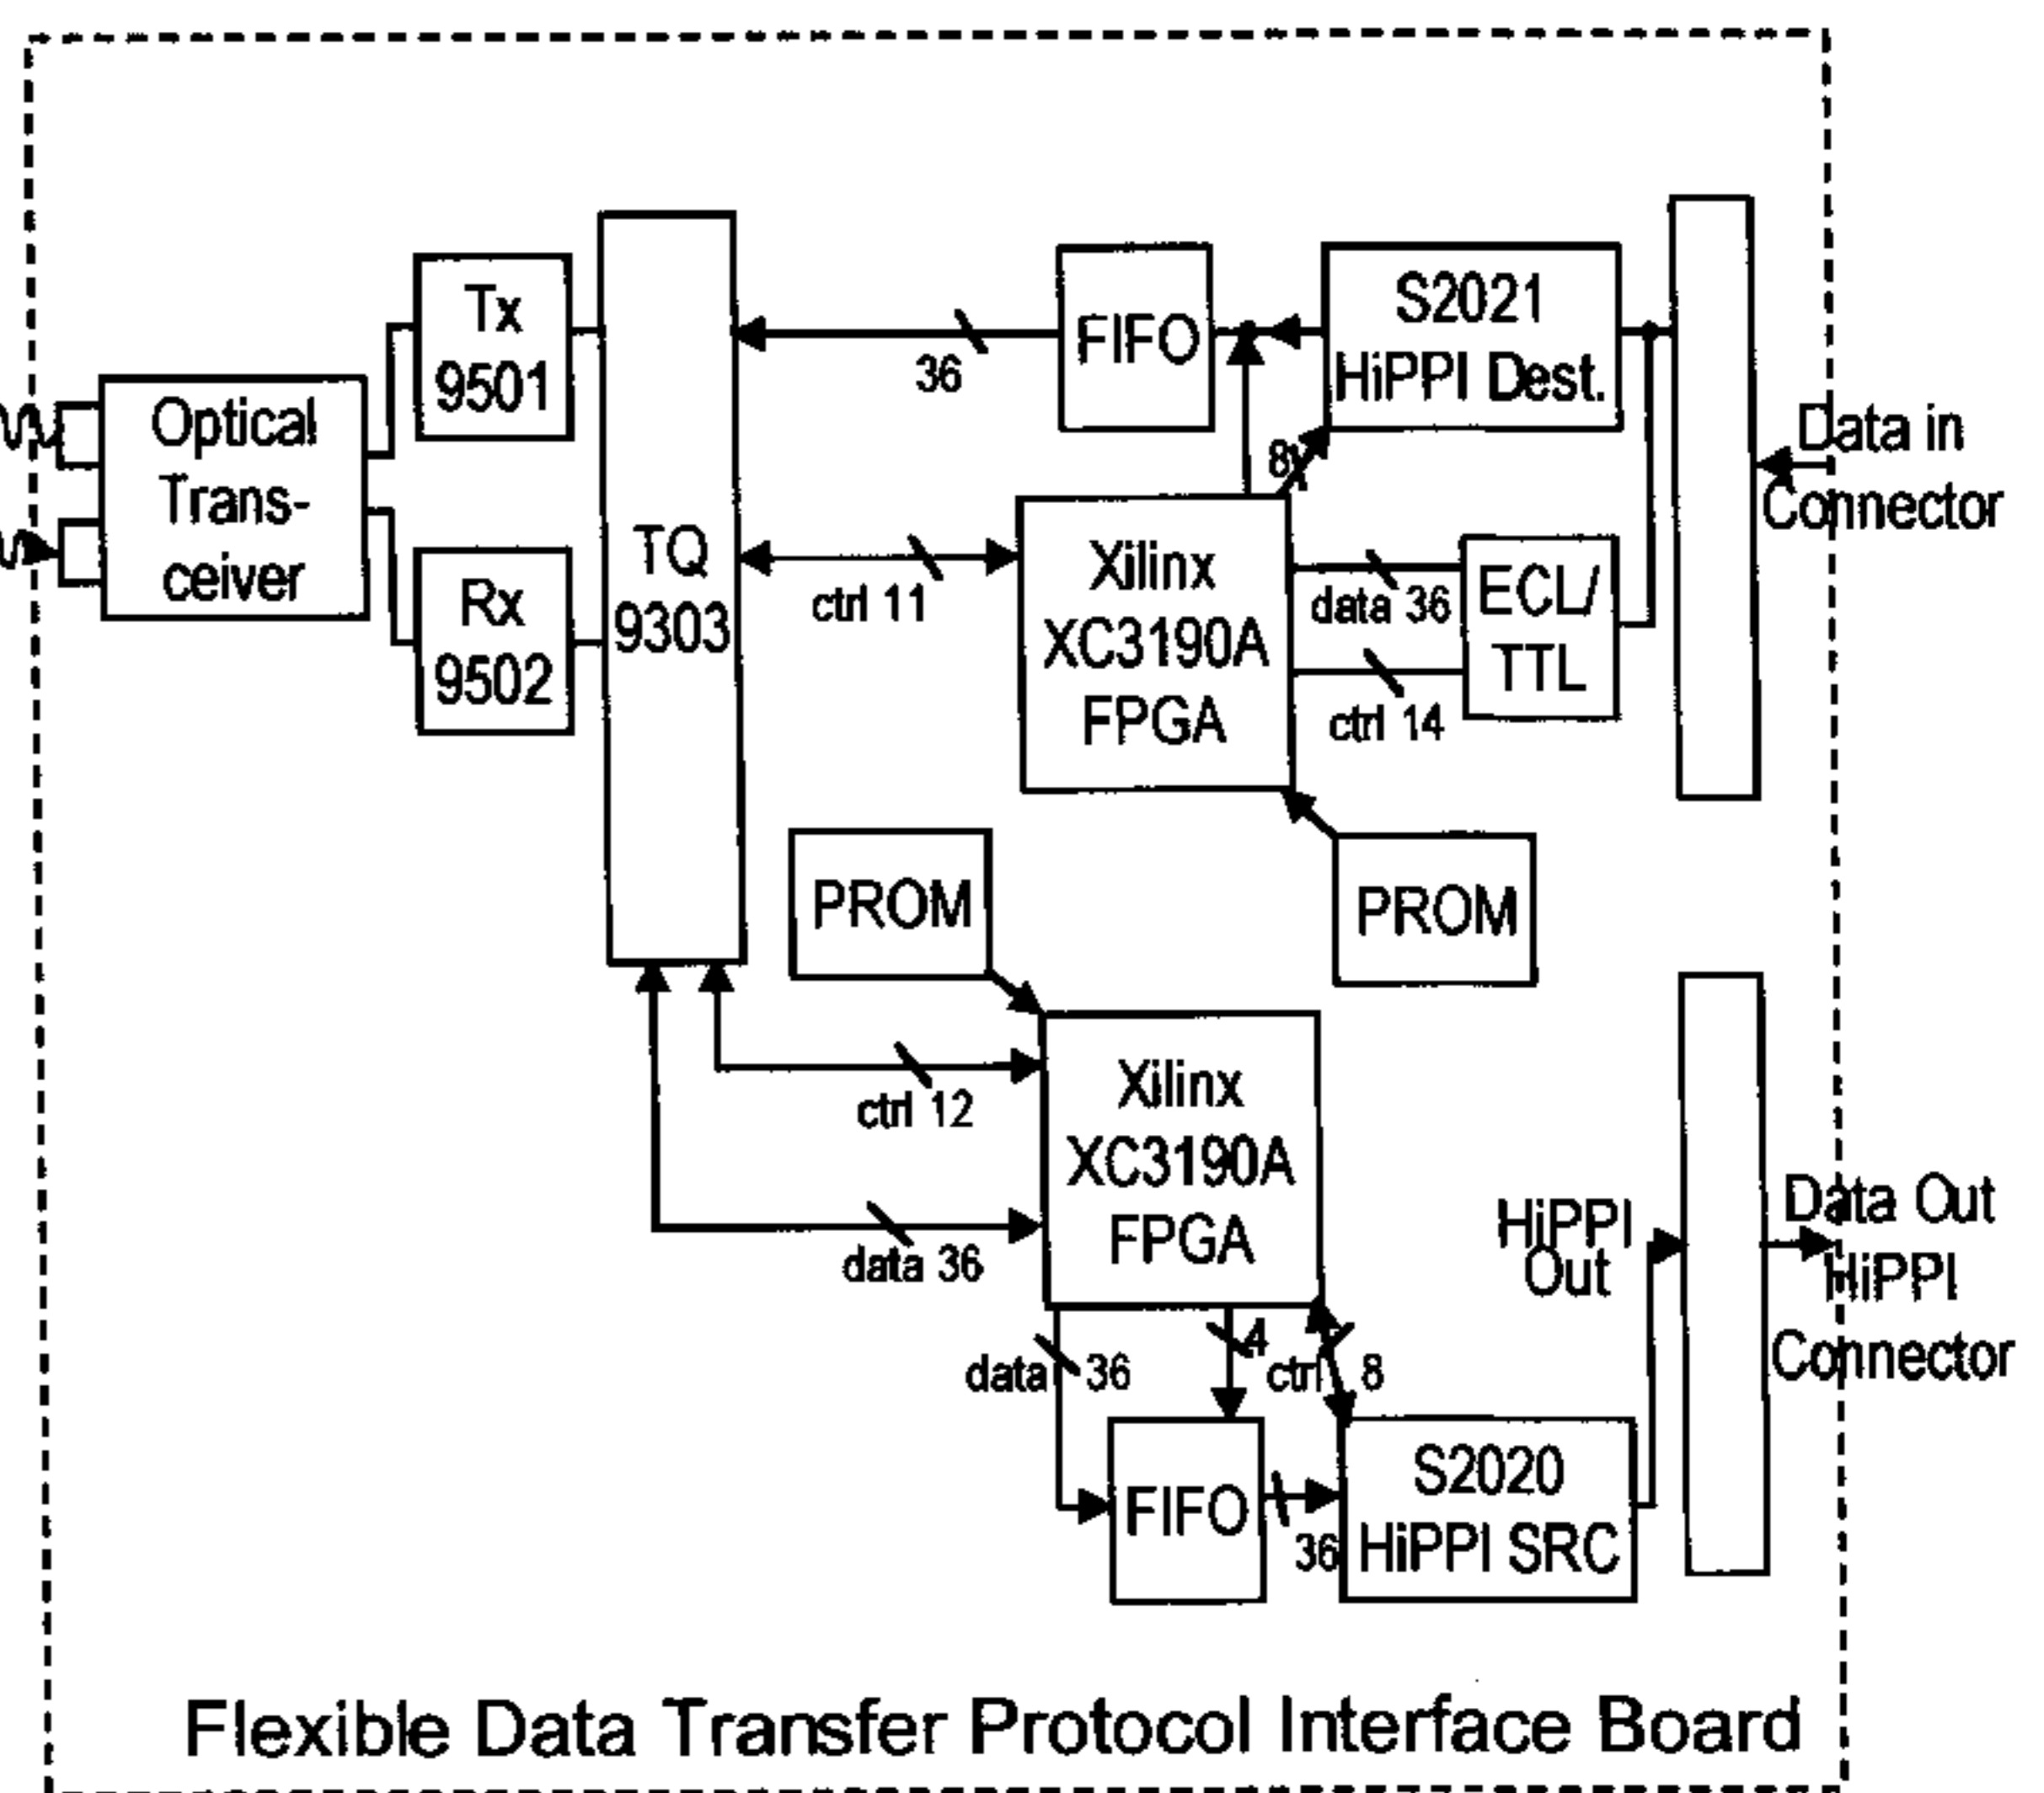 Optical
Trans-
ceiver
Tx
9501
Rx
9502
TQ
9303
36
FIFO
S2021
HiPPI Dest.
8
Data in
Connector
ctrl 11
Xilinx
XC3190A
FPGA
data 36
ctrl 14
ECL/
TTL
PROM
PROM
ctrl 12
data 36
Xilinx
XC3190A
FPGA
HiPPI
Out
Data Out
HiPPI
Connector
data 36
4
ctrl 8
FIFO
36
S2020
HiPPI SRC
Flexible Data Transfer Protocol Interface Board